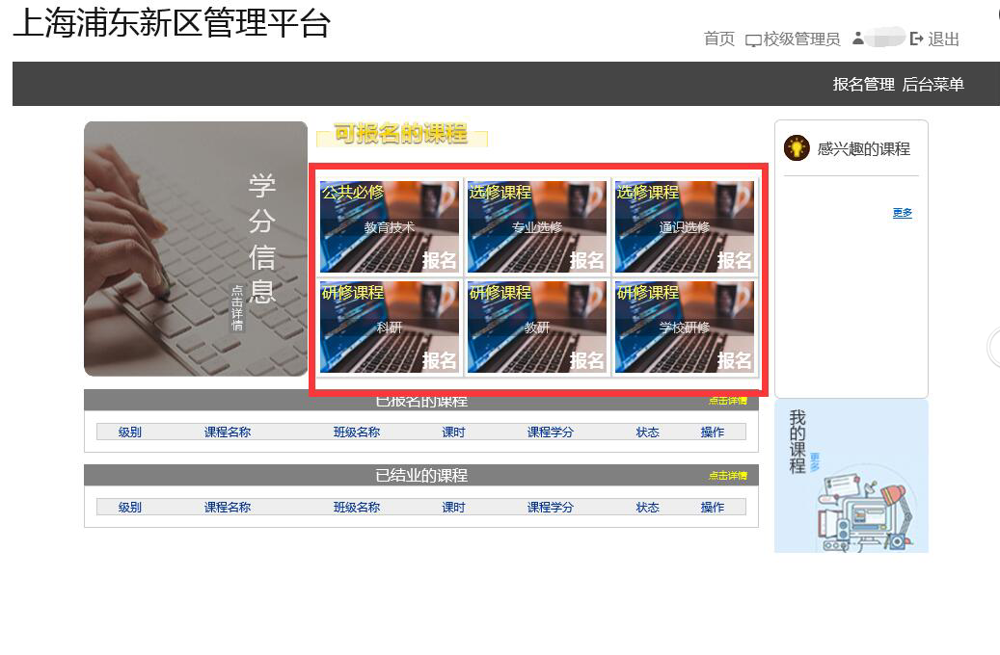 上海浦东新区管理平台
首页 校级管理员 退出
报名管理 后台菜单
学分信息
点击详情
可报名的课程
公共必修
教育技术
报名
选修课程
专业选修
报名
选修课程
通识选修
报名
研修课程
科研
报名
研修课程
教研
报名
研修课程
学校研修
报名
感兴趣的课程
更多
已报名的课程 点击详情
级别 课程名称 班级名称 课时 课程学分 状态 操作
已结业的课程 点击详情
级别 课程名称 班级名称 课时 课程学分 状态 操作
我的课程
更多